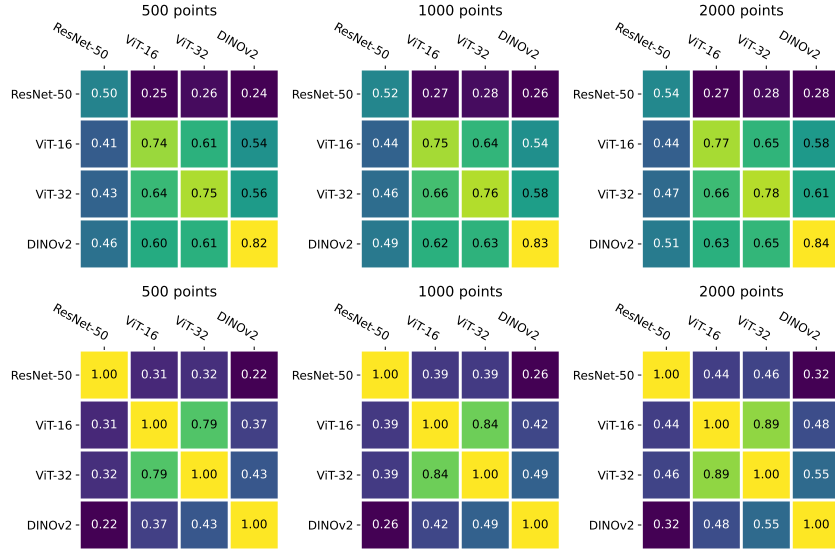 500 points
ResNet-50 ViT-16 ViT-32 DINOv2
ResNet-50 0.50 0.25 0.26 0.24
ViT-16 0.41 0.74 0.61 0.54
ViT-32 0.43 0.64 0.75 0.56
DINOv2 0.46 0.60 0.61 0.82
1000 points
ResNet-50 ViT-16 ViT-32 DINOv2
ResNet-50 0.52 0.27 0.28 0.26
ViT-16 0.44 0.75 0.64 0.54
ViT-32 0.46 0.66 0.76 0.58
DINOv2 0.49 0.62 0.63 0.83
2000 points
ResNet-50 ViT-16 ViT-32 DINOv2
ResNet-50 0.54 0.27 0.28 0.28
ViT-16 0.44 0.77 0.65 0.58
ViT-32 0.47 0.66 0.78 0.61
DINOv2 0.51 0.63 0.65 0.84
500 points
ResNet-50 ViT-16 ViT-32 DINOv2
ResNet-50 1.00 0.31 0.32 0.22
ViT-16 0.31 1.00 0.79 0.37
ViT-32 0.32 0.79 1.00 0.43
DINOv2 0.22 0.37 0.43 1.00
1000 points
ResNet-50 ViT-16 ViT-32 DINOv2
ResNet-50 1.00 0.39 0.39 0.26
ViT-16 0.39 1.00 0.84 0.42
ViT-32 0.39 0.84 1.00 0.49
DINOv2 0.26 0.42 0.49 1.00
2000 points
ResNet-50 ViT-16 ViT-32 DINOv2
ResNet-50 1.00 0.44 0.46 0.32
ViT-16 0.44 1.00 0.89 0.48
ViT-32 0.46 0.89 1.00 0.55
DINOv2 0.32 0.48 0.55 1.00